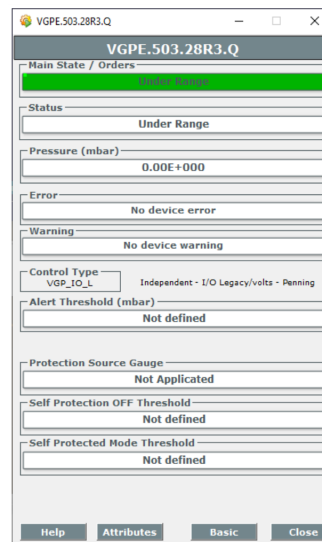 VGPE.503.28R3.Q
VGPE.503.28R3.Q
Main State / Orders
Under Range
Status
Under Range
Pressure (mbar)
0.00E+000
Error
No device error
Warning
No device warning
Control Type
VGP_IO_L Independent - I/O Legacy/volts - Penning
Alert Threshold (mbar)
Not defined
Protection Source Gauge
Not Applicated
Self Protection OFF Threshold
Not defined
Self Protected Mode Threshold
Not defined
Help Attributes Basic Close